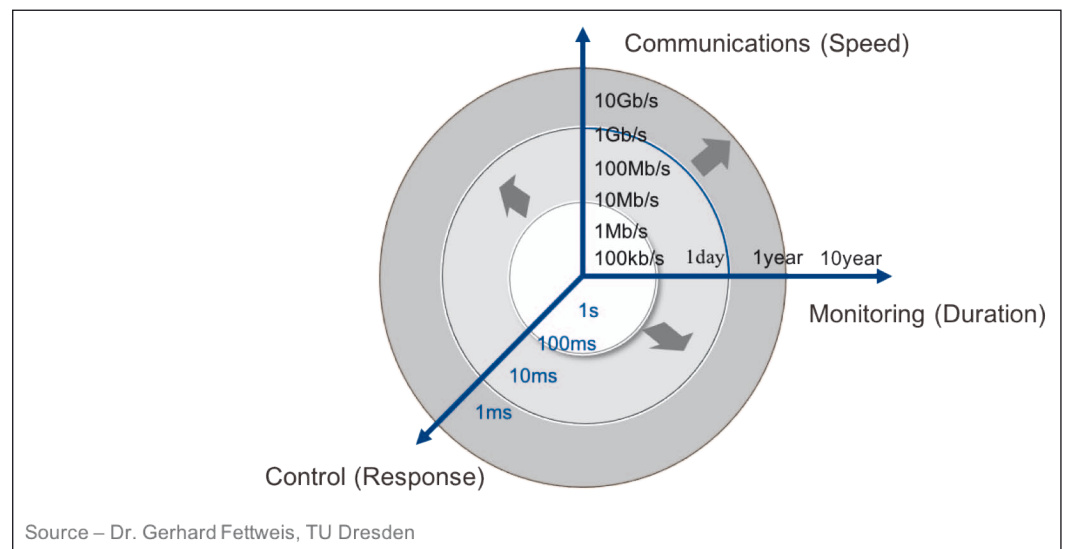 Communications (Speed)
10Gb/s
1Gb/s
100Mb/s
10Mb/s
1Mb/s
100kb/s
1day
1year
10year
Monitoring (Duration)
1s
100ms
10ms
1ms
Control (Response)
Source – Dr. Gerhard Fettweis, TU Dresden